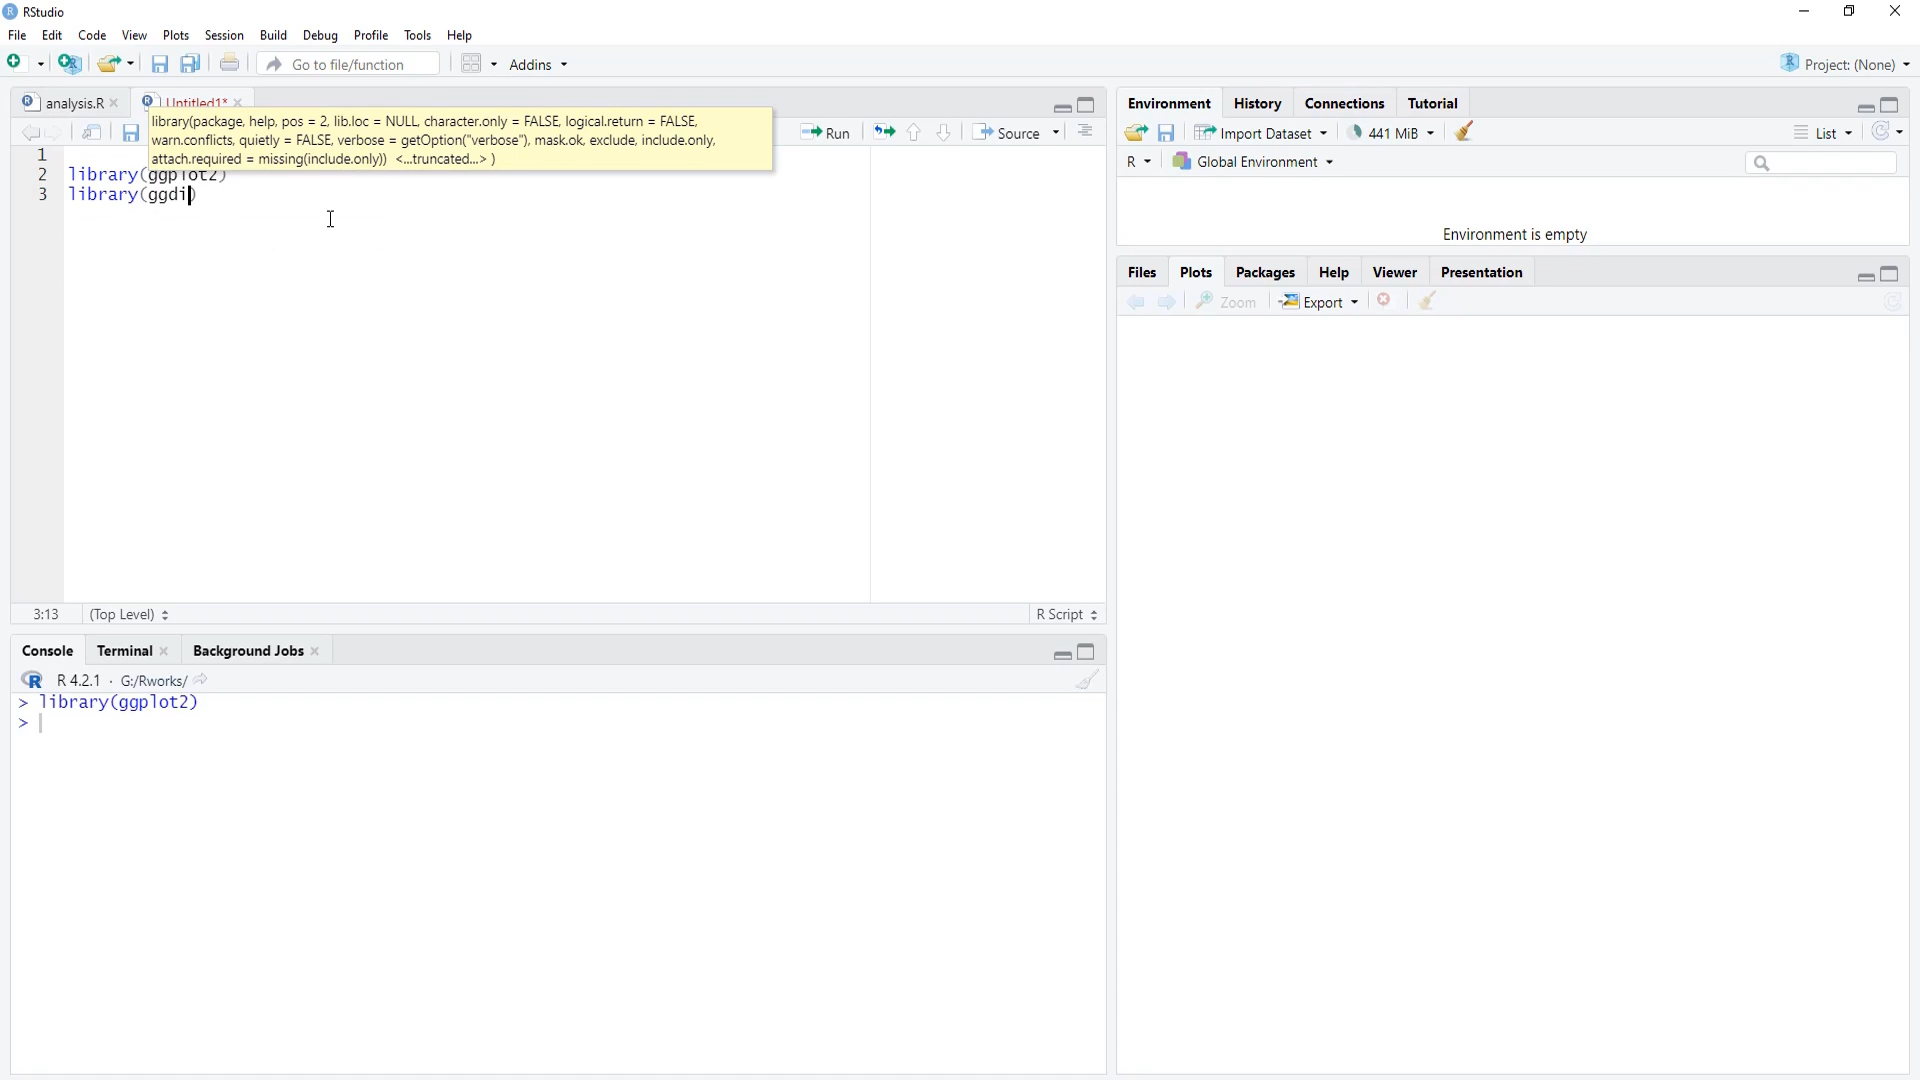 RStudio
File Edit Code View Plots Session Build Debug Profile Tools Help
Go to file/function Addins Project: (None)
analysis.R Untitled1*
library(package, help, pos = 2, lib.loc = NULL, character.only = FALSE, logical.return = FALSE,
warn.conflicts, quietly = FALSE, verbose = getOption("verbose"), mask.ok, exclude, include.only,
attach.required = missing(include.only)) <...truncated...> )
Run Source
1
2 library(ggplot2)
3 library(ggdi)
3:13 (Top Level) R Script
Console Terminal Background Jobs
R 4.2.1 · G:/Rworks/
> library(ggplot2)
>
Environment History Connections Tutorial
Import Dataset 441 MiB List
R Global Environment
Environment is empty
Files Plots Packages Help Viewer Presentation
Zoom Export